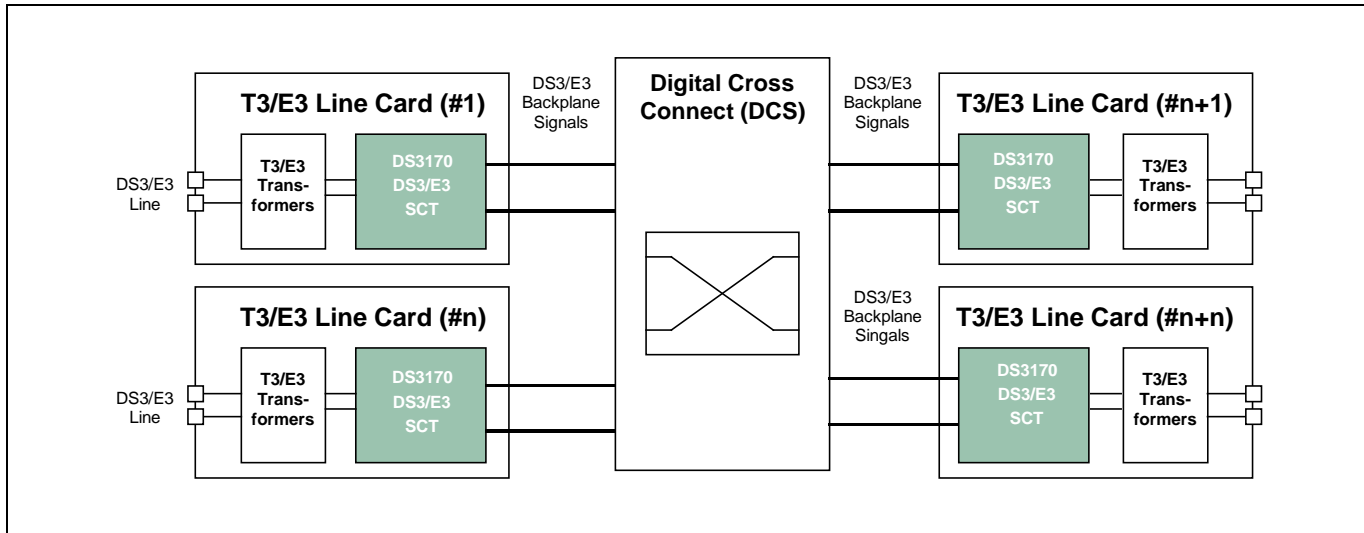 T3/E3 Line Card (#1)
T3/E3
Trans-
formers
DS3170
DS3/E3
SCT
DS3/E3
Line
DS3/E3
Backplane
Signals
Digital Cross
Connect (DCS)
DS3/E3
Backplane
Signals
T3/E3 Line Card (#n+1)
DS3170
DS3/E3
SCT
T3/E3
Trans-
formers
T3/E3 Line Card (#n)
T3/E3
Trans-
formers
DS3170
DS3/E3
SCT
DS3/E3
Line
DS3/E3
Backplane
Singals
T3/E3 Line Card (#n+n)
DS3170
DS3/E3
SCT
T3/E3
Trans-
formers